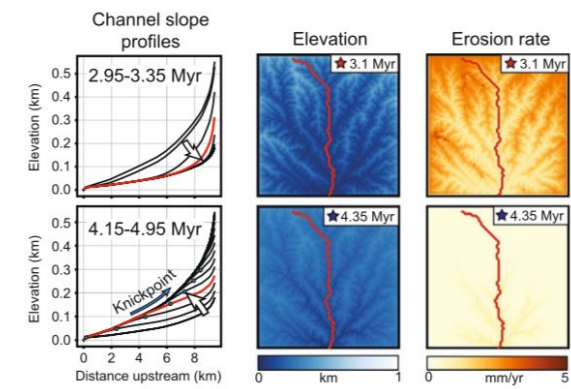 Channel slope
profiles
Elevation
Erosion rate
2.95-3.35 Myr
Elevation (km)
0.5
0.4
0.3
0.2
0.1
0.0
3.1 Myr
3.1 Myr
4.15-4.95 Myr
Knickpoint
Elevation (km)
0.5
0.4
0.3
0.2
0.1
0.0
0 2 4 6 8
Distance upstream (km)
4.35 Myr
4.35 Myr
0 km 1
0 mm/yr 5